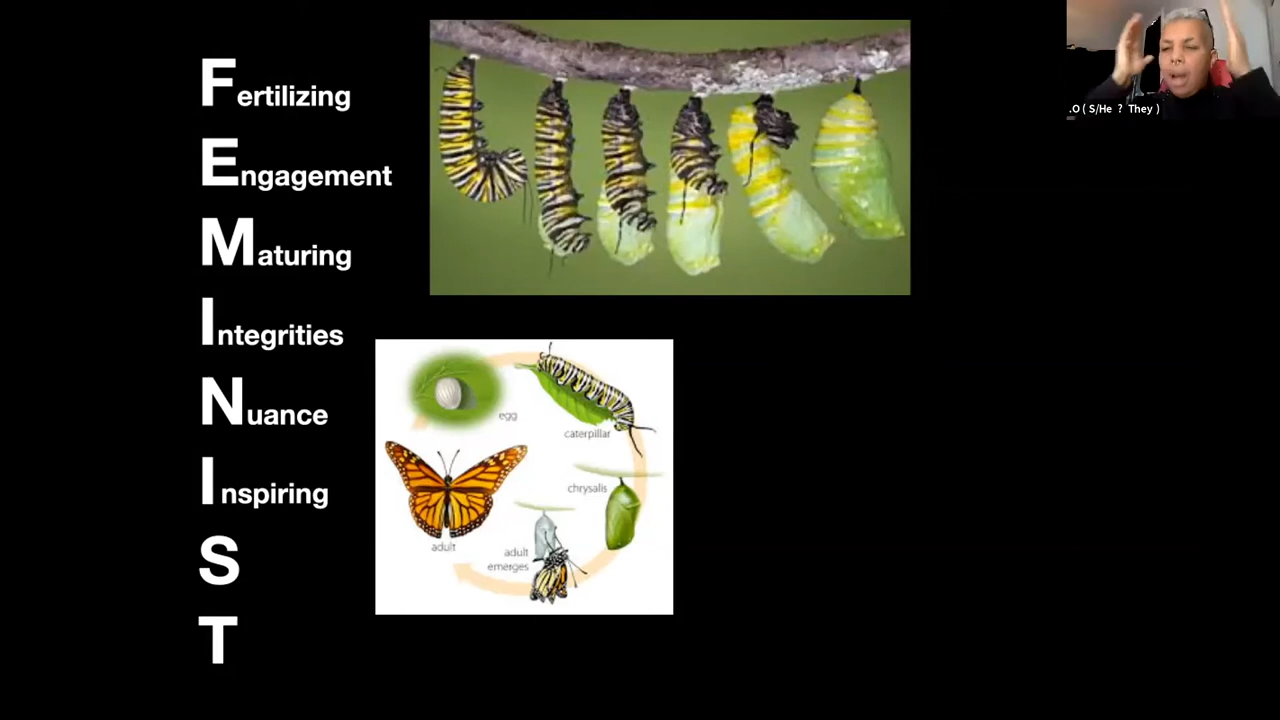 Fertilizing
Engagement
Maturing
Integrities
Nuance
Inspiring
S
T
egg
caterpillar
chrysalis
adult
emerges
adult
.O ( S/He ? They )